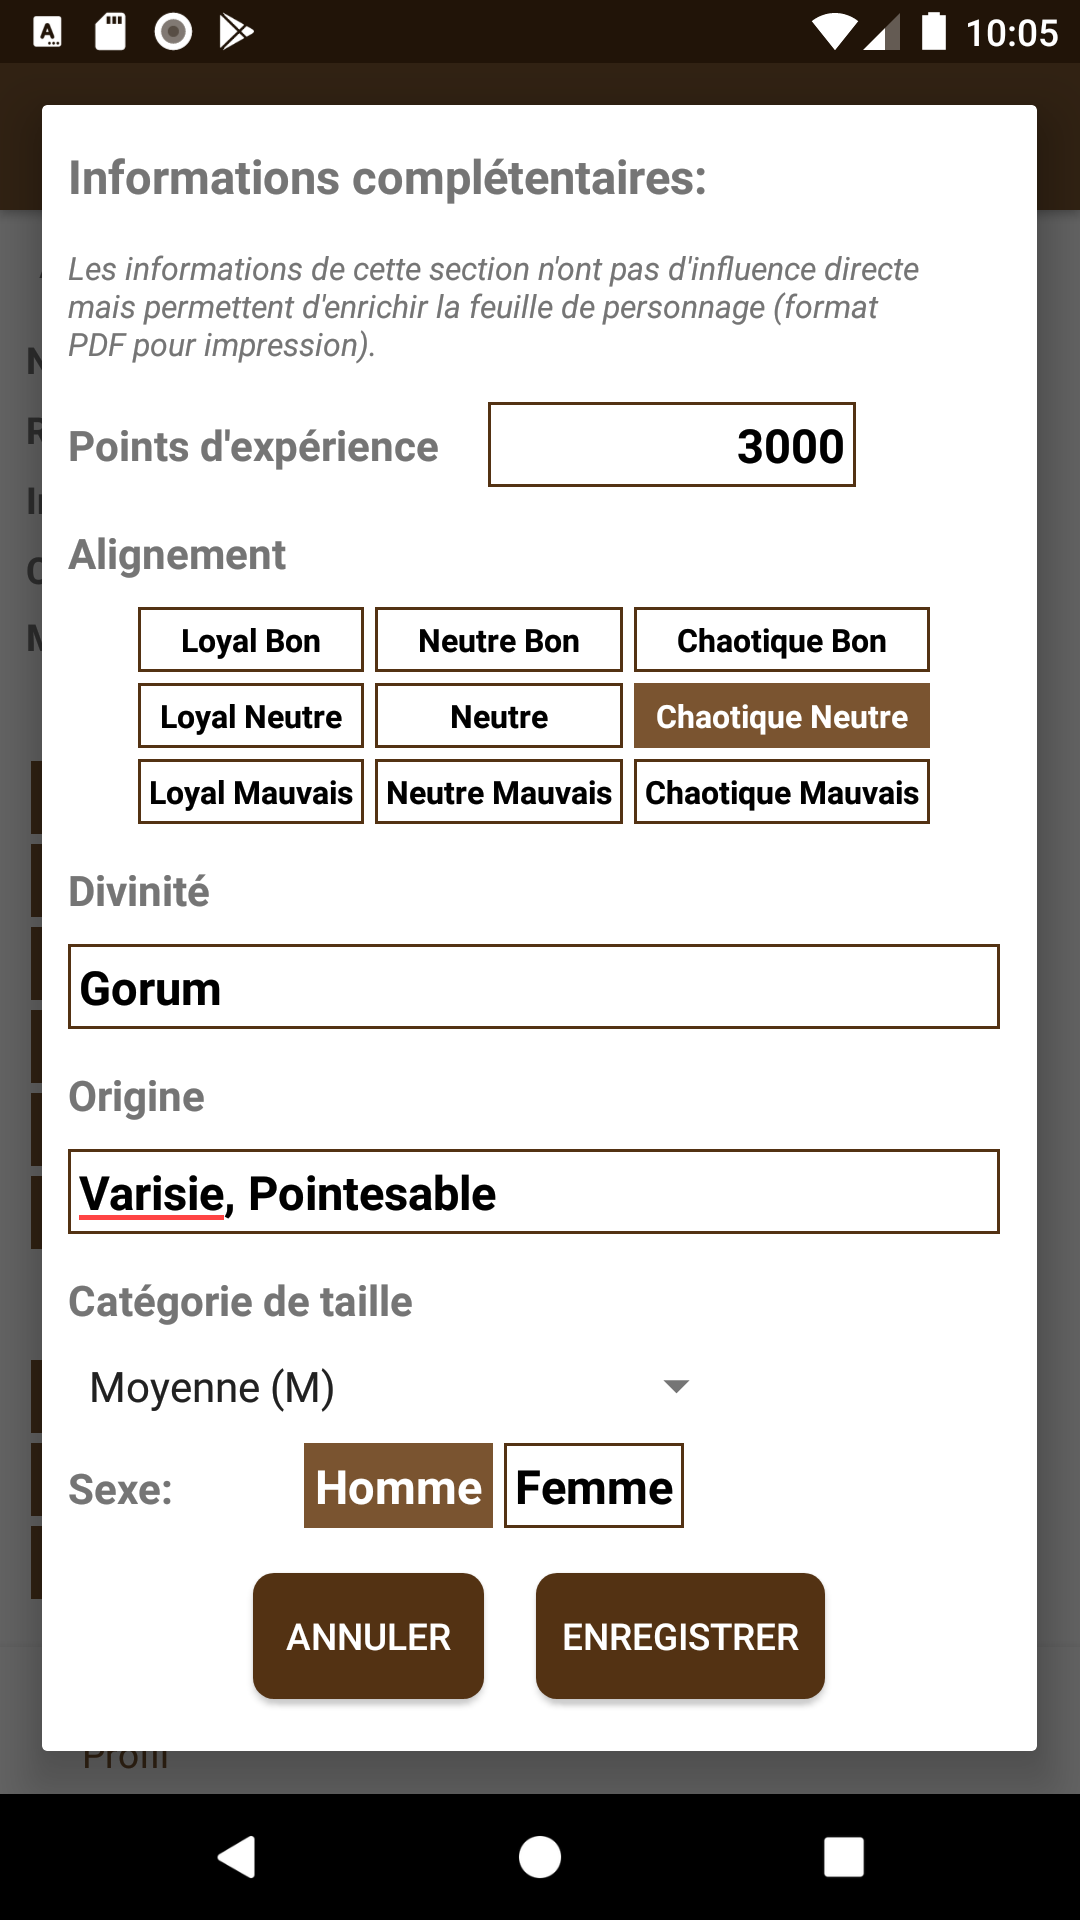 10:05
Informations complétentaires:
Les informations de cette section n'ont pas d'influence directe
mais permettent d'enrichir la feuille de personnage (format
PDF pour impression).
Points d'expérience 3000
Alignement
Loyal Bon Neutre Bon Chaotique Bon
Loyal Neutre Neutre Chaotique Neutre
Loyal Mauvais Neutre Mauvais Chaotique Mauvais
Divinité
Gorum
Origine
Varisie, Pointesable
Catégorie de taille
Moyenne (M)
Sexe: Homme Femme
ANNULER ENREGISTRER
Profil